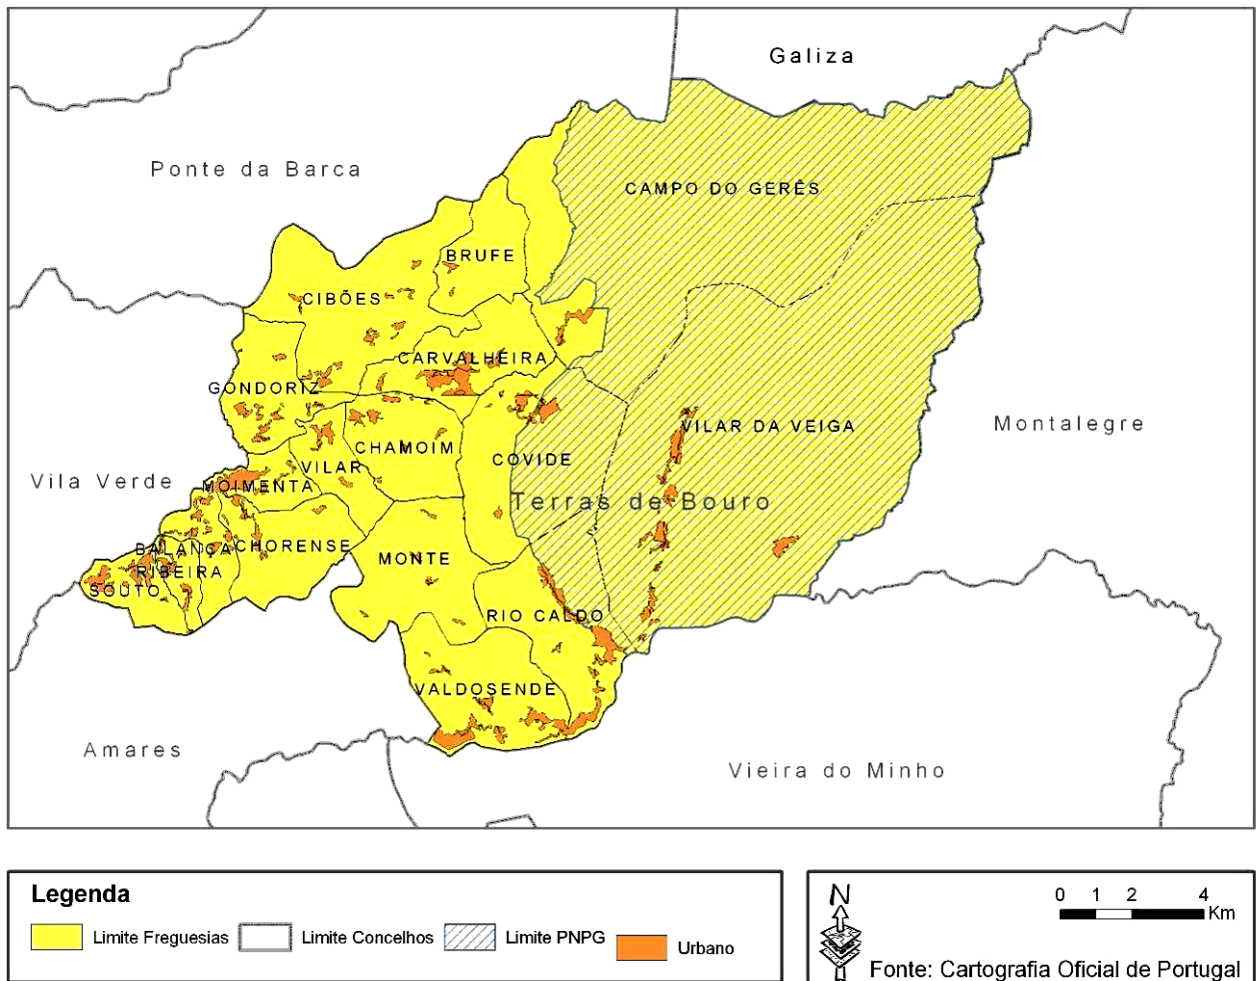 Galiza
Ponte da Barca
CAMPO DO GERÊS
BRUFE
CIBÕES
CARVALHEIRA
GONDORIZ
VILAR DA VEIGA
Montalegre
CHAMOIM
COVIDE
VILAR
Vila Verde
MOIMENTA
Terras de Bouro
BALANÇA
CHORENSE
MONTE
RIBEIRA
SOUTO
RIO CALDO
VALDOSENDE
Amares
Vieira do Minho
Legenda
Limite Freguesias
Limite Concelhos
Limite PNPG
Urbano
N
0 1 2 4
Km
Fonte: Cartografia Oficial de Portugal